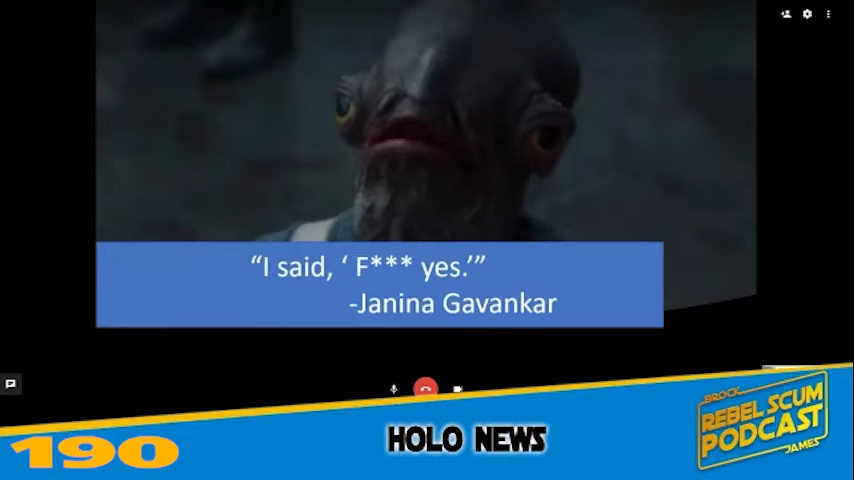 “I said, ‘ F*** yes.’”
-Janina Gavankar
190
HOLO NEWS
BROCK
REBEL SCUM
PODCAST
JAMES